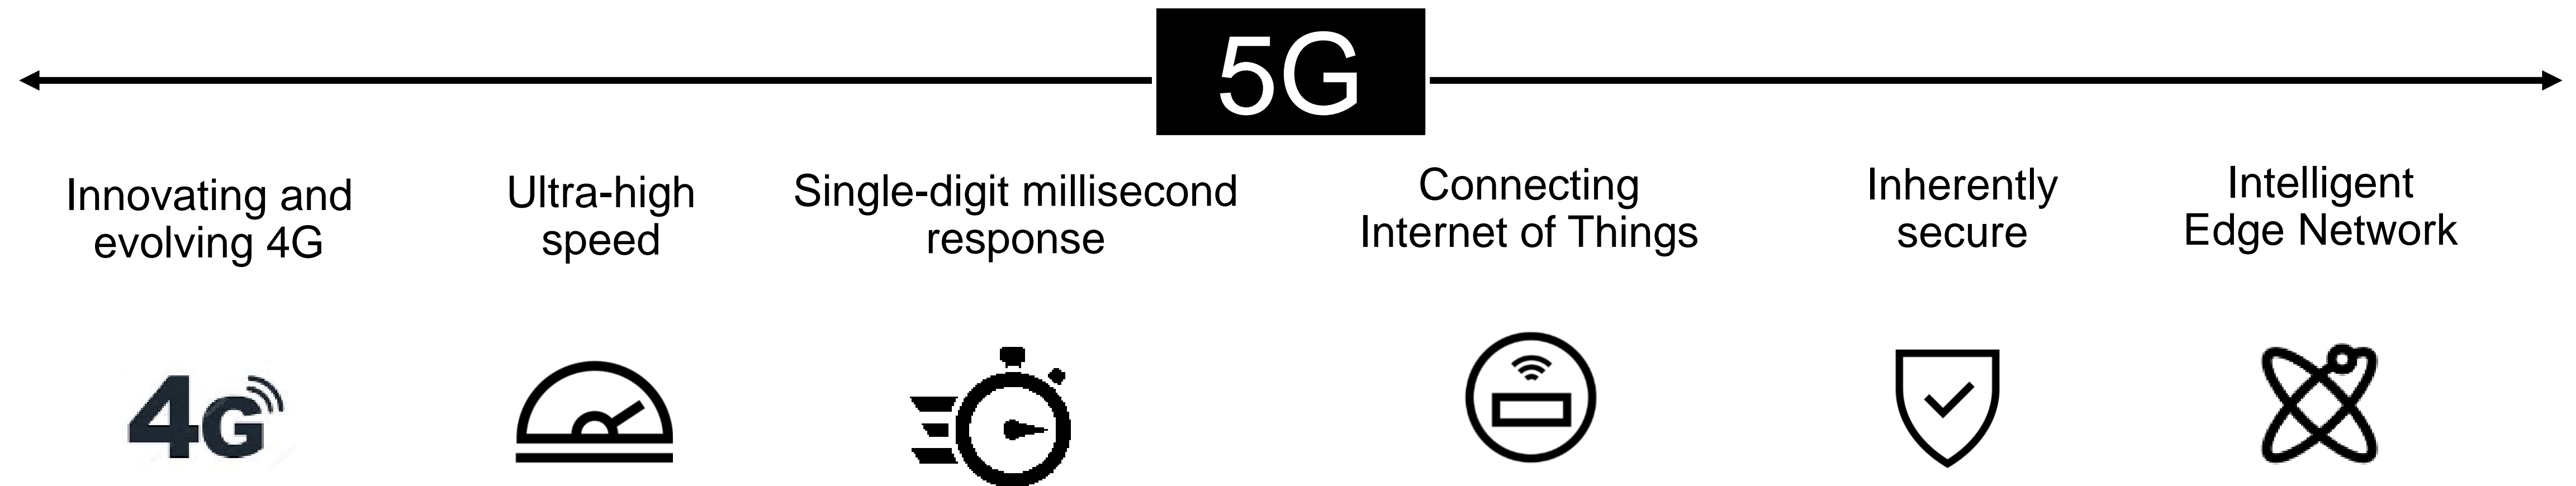 5G
Innovating and
evolving 4G
Ultra-high
speed
Single-digit millisecond
response
Connecting
Internet of Things
Inherently
secure
Intelligent
Edge Network
4G